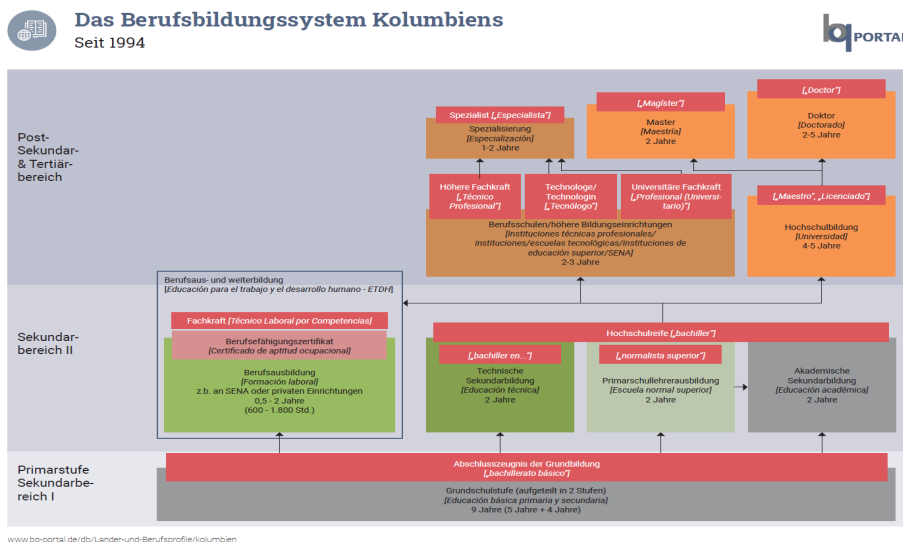 Das Berufsbildungssystem Kolumbiens
Seit 1994
bq PORTAL
Post-
Sekundar-
& Tertiär-
bereich
Spezialist [„Especialista"]
Spezialisierung
[Especialización]
1-2 Jahre
[„Magister"]
Master
[Maestría]
2 Jahre
[„Doctor"]
Doktor
[Doctorado]
2-5 Jahre
Höhere Fachkraft
[„Técnico
Profesional"]
Technologe/
Technologin
[„Tecnólogo"]
Universitäre Fachkraft
[„Profesional (Universi-
tario)"]
Berufsschulen/höhere Bildungseinrichtungen
[Instituciones técnicas profesionales/
instituciones/escuelas tecnológicas/instituciones de
educación superior/SENA]
2-3 Jahre
[„Maestro", „Licenciado"]
Hochschulbildung
[Universidad]
4-5 Jahre
Berufsaus- und weiterbildung
[Educación para el trabajo y el desarrollo humano - ETDH]
Sekundar-
bereich II
Fachkraft [Técnico Laboral por Competencias]
Berufsefähigungszertifikat
[Certificado de aptitud ocupacional]
Berufsausbildung
[Formación laboral]
z.b. an SENA oder privaten Einrichtungen
0,5 - 2 Jahre
(600 - 1.800 Std.)
Hochschulreife [„bachiller"]
[„bachiller en..."]
Technische
Sekundarbildung
[Educación técnica]
2 Jahre
[„normalista superior"]
Primarschullehrerausbildung
[Escuela normal superior]
2 Jahre
Akademische
Sekundarbildung
[Educación académica]
2 Jahre
Primarstufe
Sekundarbe-
reich I
Abschlusszeugnis der Grundbildung
[„bachillerato básico"]
Grundschulstufe (aufgeteilt in 2 Stufen)
[Educación básica primaria y secundaria]
9 Jahre (5 Jahre + 4 Jahre)
www.bq-portal.de/db/Länder-und-Berufsprofile/kolumbien